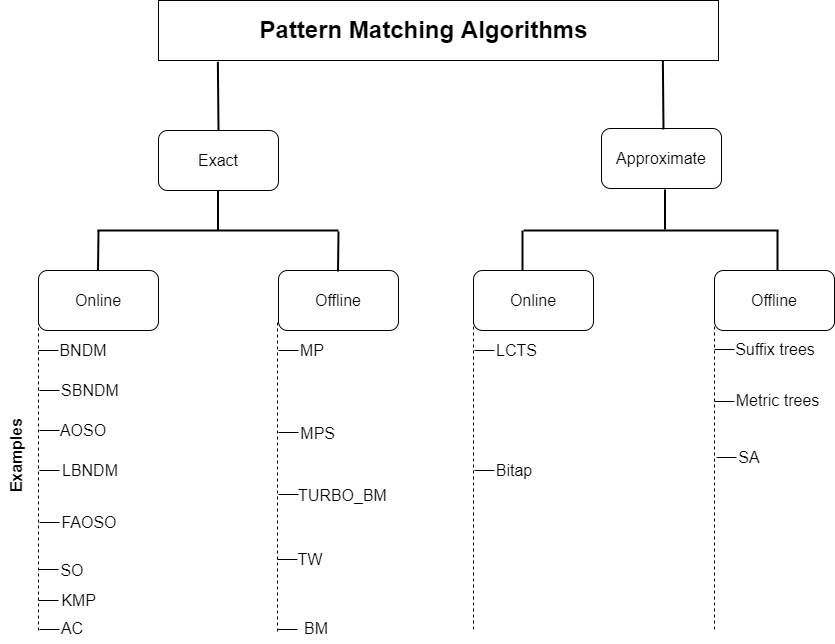 Pattern Matching Algorithms
Exact
Approximate
Online
Offline
Online
Offline
Examples
BNDM
SBNDM
AOSO
LBNDM
FAOSO
SO
KMP
AC
MP
MPS
TURBO_BM
TW
BM
LCTS
Bitap
Suffix trees
Metric trees
SA